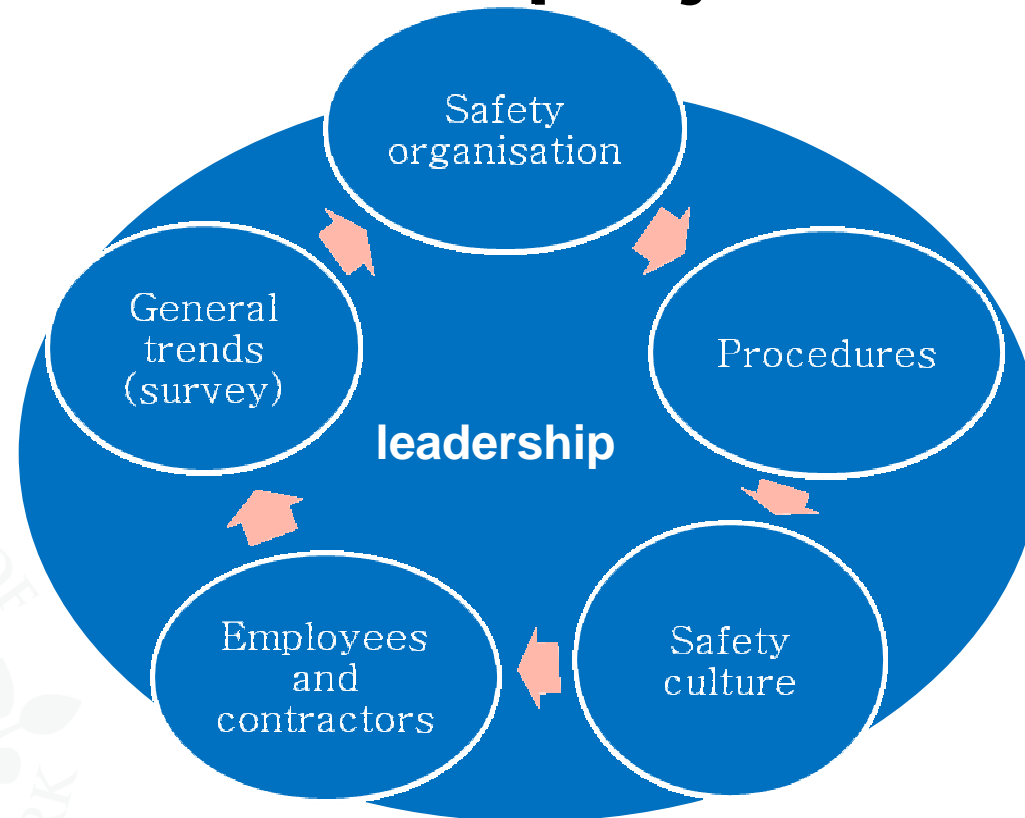 Safety
organisation
General
trends
(survey)
Procedures
leadership
Employees
and
contractors
Safety
culture